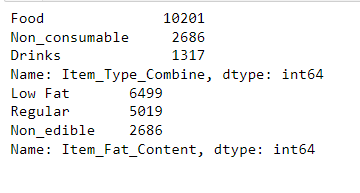 Food 10201
Non_consumable 2686
Drinks 1317
Name: Item_Type_Combine, dtype: int64
Low Fat 6499
Regular 5019
Non_edible 2686
Name: Item_Fat_Content, dtype: int64